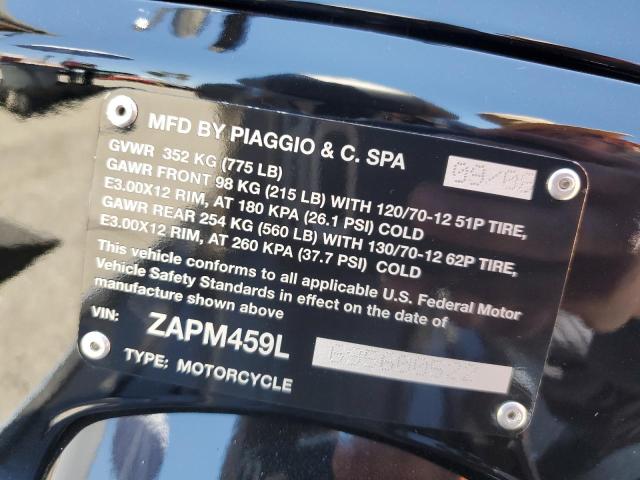 MFD BY PIAGGIO & C. SPA
GVWR 352 KG (775 LB)
GAWR FRONT 98 KG (215 LB) WITH 120/70-12 51P TIRE,
E3.00X12 RIM, AT 180 KPA (26.1 PSI) COLD
GAWR REAR 254 KG (560 LB) WITH 130/70-12 62P TIRE,
E3.00X12 RIM, AT 260 KPA (37.7 PSI) COLD
This vehicle conforms to all applicable U.S. Federal Motor
Vehicle Safety Standards in effect on the date of
manufacture shown above
VIN: ZAPM459L
TYPE: MOTORCYCLE